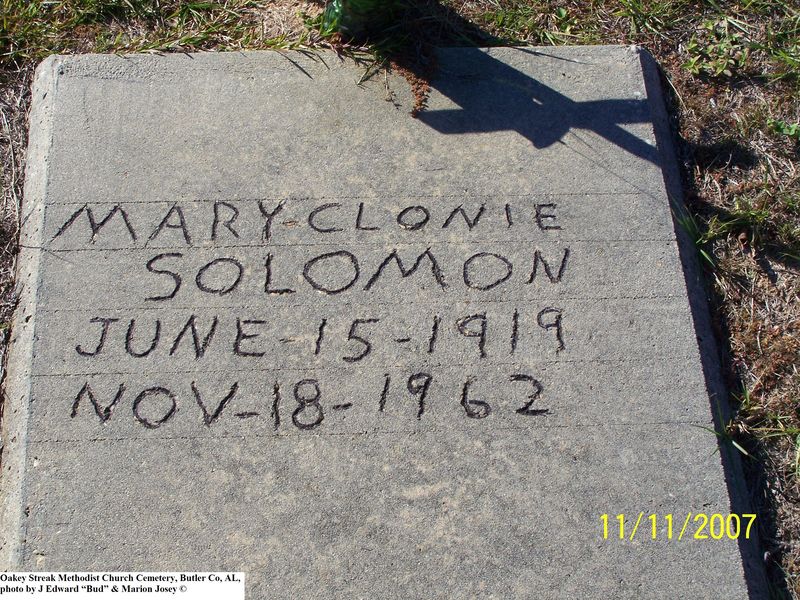 MARY-CLONIE
SOLOMON
JUNE-15-1919
NOV-18-1962
11/11/2007
Oakey Streak Methodist Church Cemetery, Butler Co, AL,
photo by J Edward “Bud” & Marion Josey ©